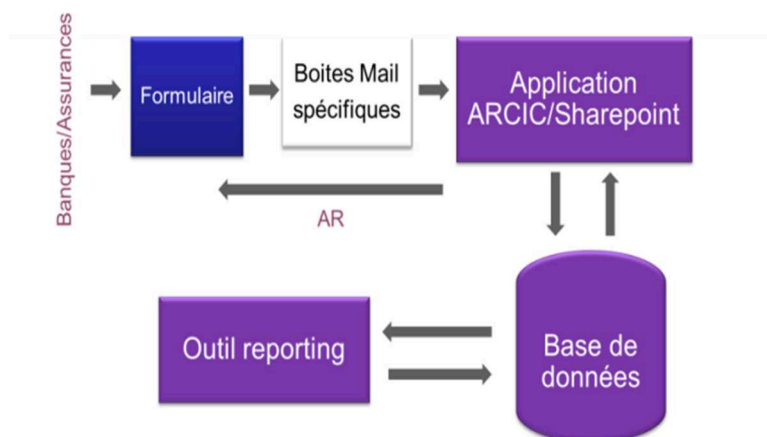 Banques/Assurances
Formulaire
Boites Mail
spécifiques
Application
ARCIC/Sharepoint
AR
Outil reporting
Base de
données